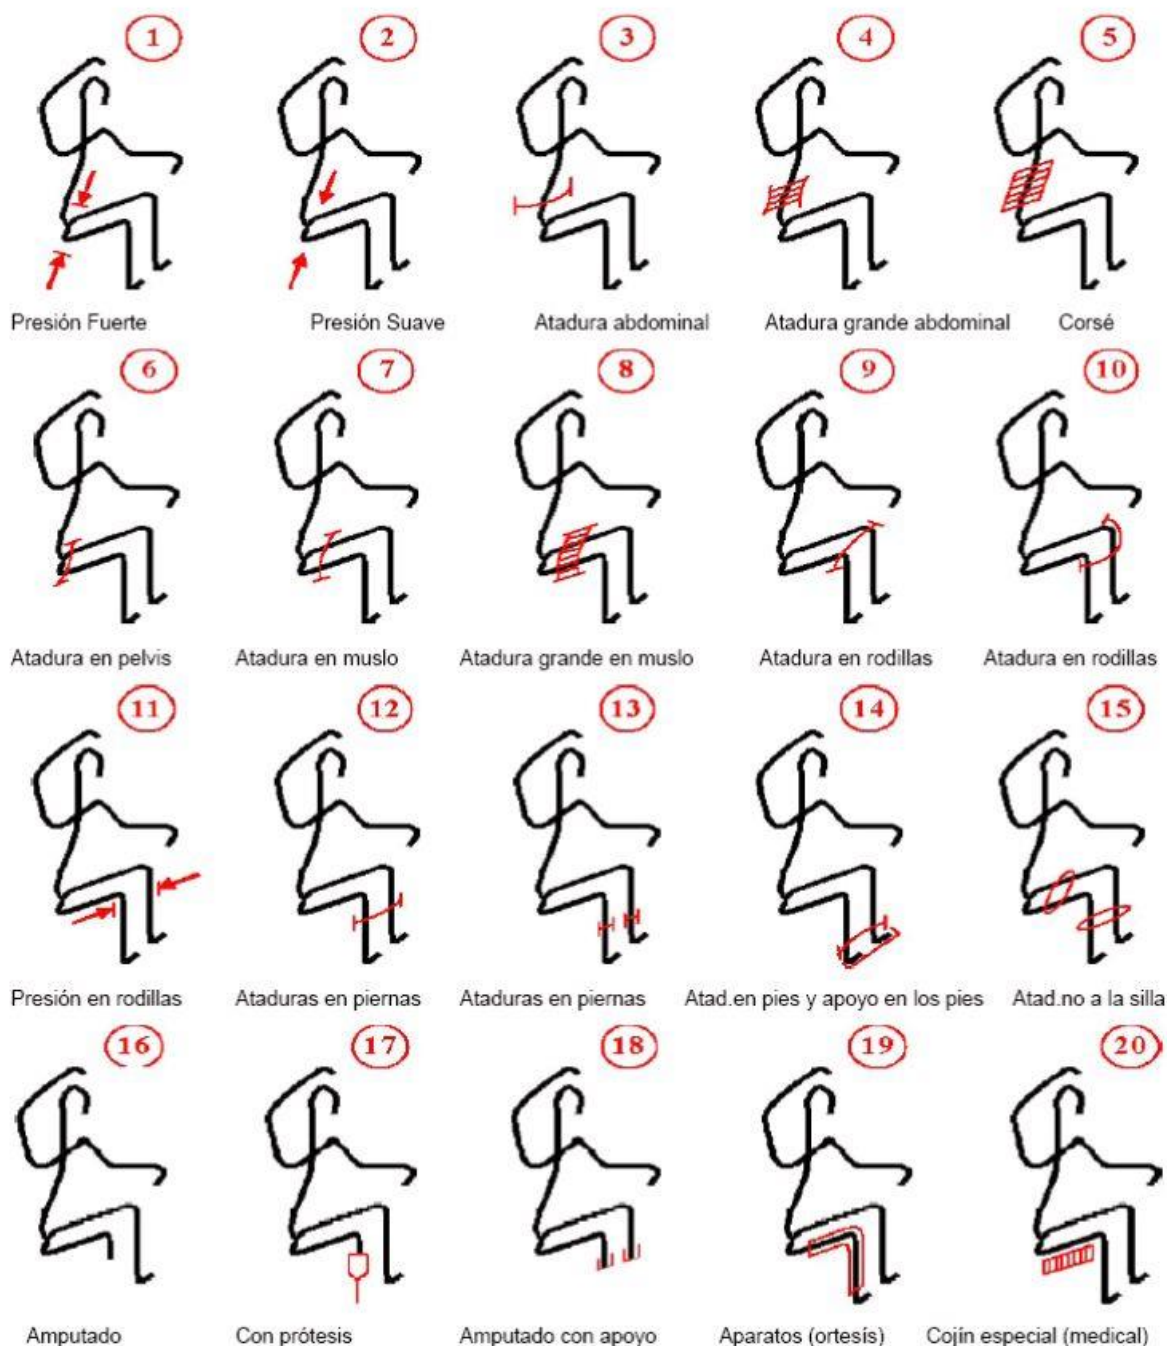 1 2 3 4 5
Presión Fuerte Presión Suave Atadura abdominal Atadura grande abdominal Corsé
6 7 8 9 10
Atadura en pelvis Atadura en muslo Atadura grande en muslo Atadura en rodillas Atadura en rodillas
11 12 13 14 15
Presión en rodillas Ataduras en piernas Ataduras en piernas Atad.en pies y apoyo en los pies Atad.no a la silla
16 17 18 19 20
Amputado Con prótesis Amputado con apoyo Aparatos (ortesís) Cojín especial (medical)